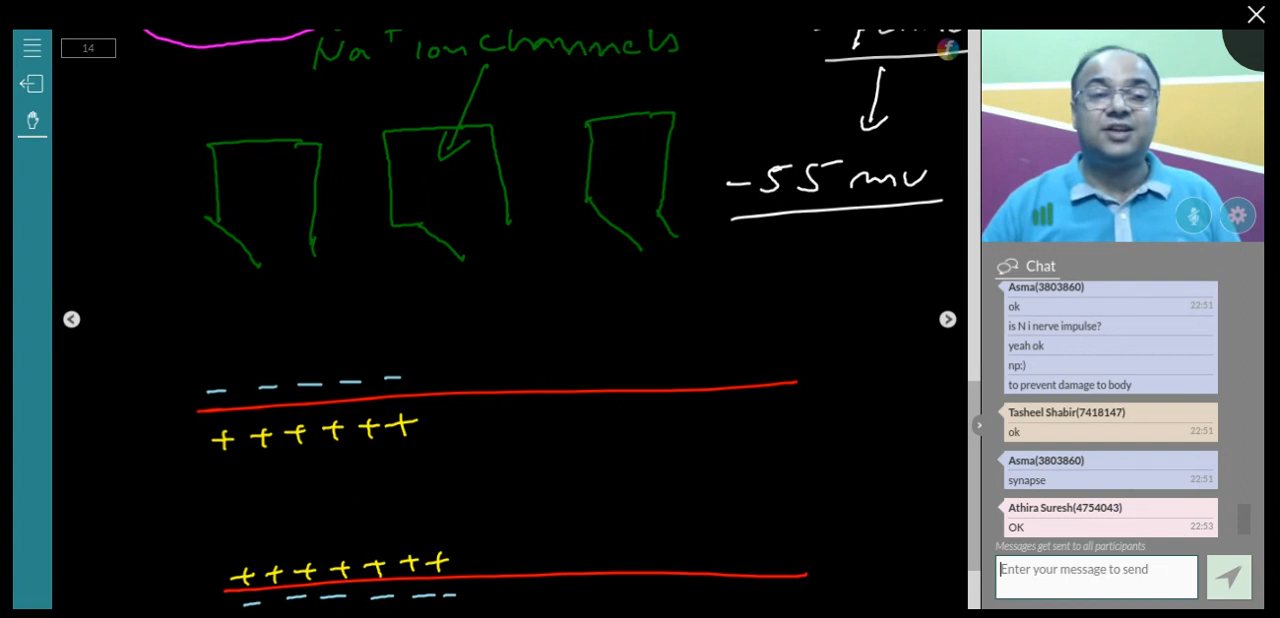 14
Na+ ion channels
-55 mv
- - - - -
+ + + + + +
+ + + + + + +
- - - - - -
Chat
Asma(3803860)
ok 22:51
is N i nerve impulse?
yeah ok
np:)
to prevent damage to body
Tasheel Shabir(7418147)
ok 22:51
Asma(3803860)
synapse 22:51
Athira Suresh(4754043)
OK 22:53
Messages get sent to all participants
Enter your message to send